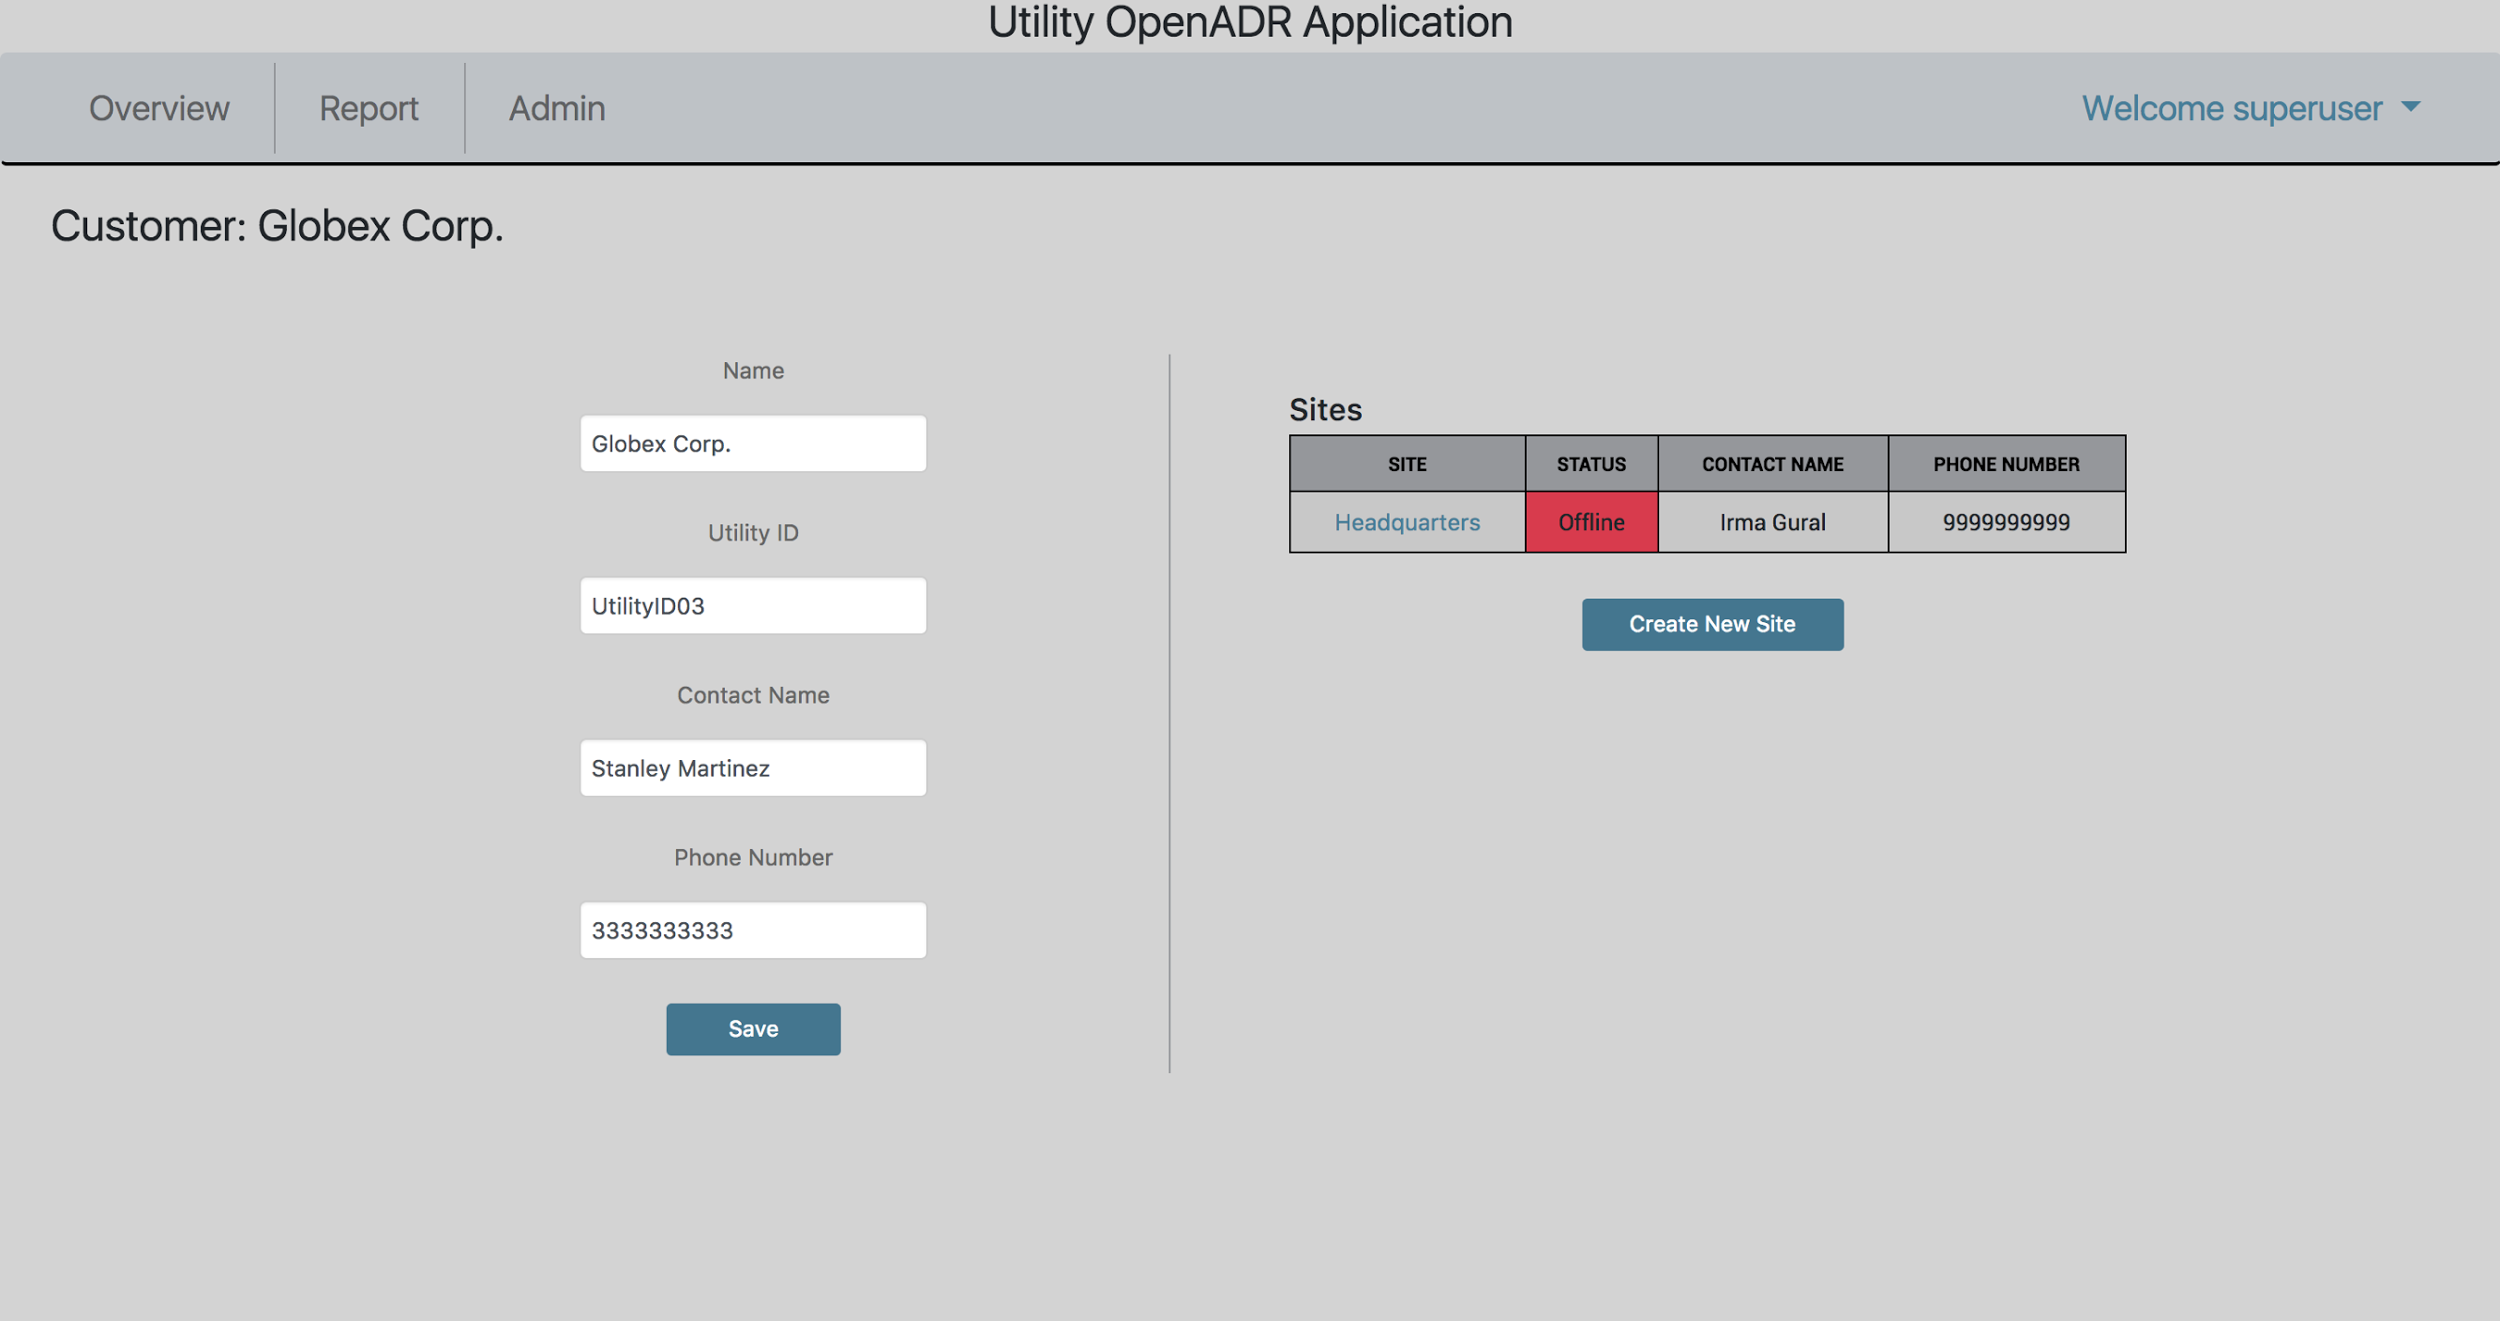 Utility OpenADR Application
Overview Report Admin Welcome superuser
Customer: Globex Corp.
Name
Globex Corp.
Utility ID
UtilityID03
Contact Name
Stanley Martinez
Phone Number
3333333333
Save
Sites
SITE STATUS CONTACT NAME PHONE NUMBER
Headquarters Offline Irma Gural 9999999999
Create New Site